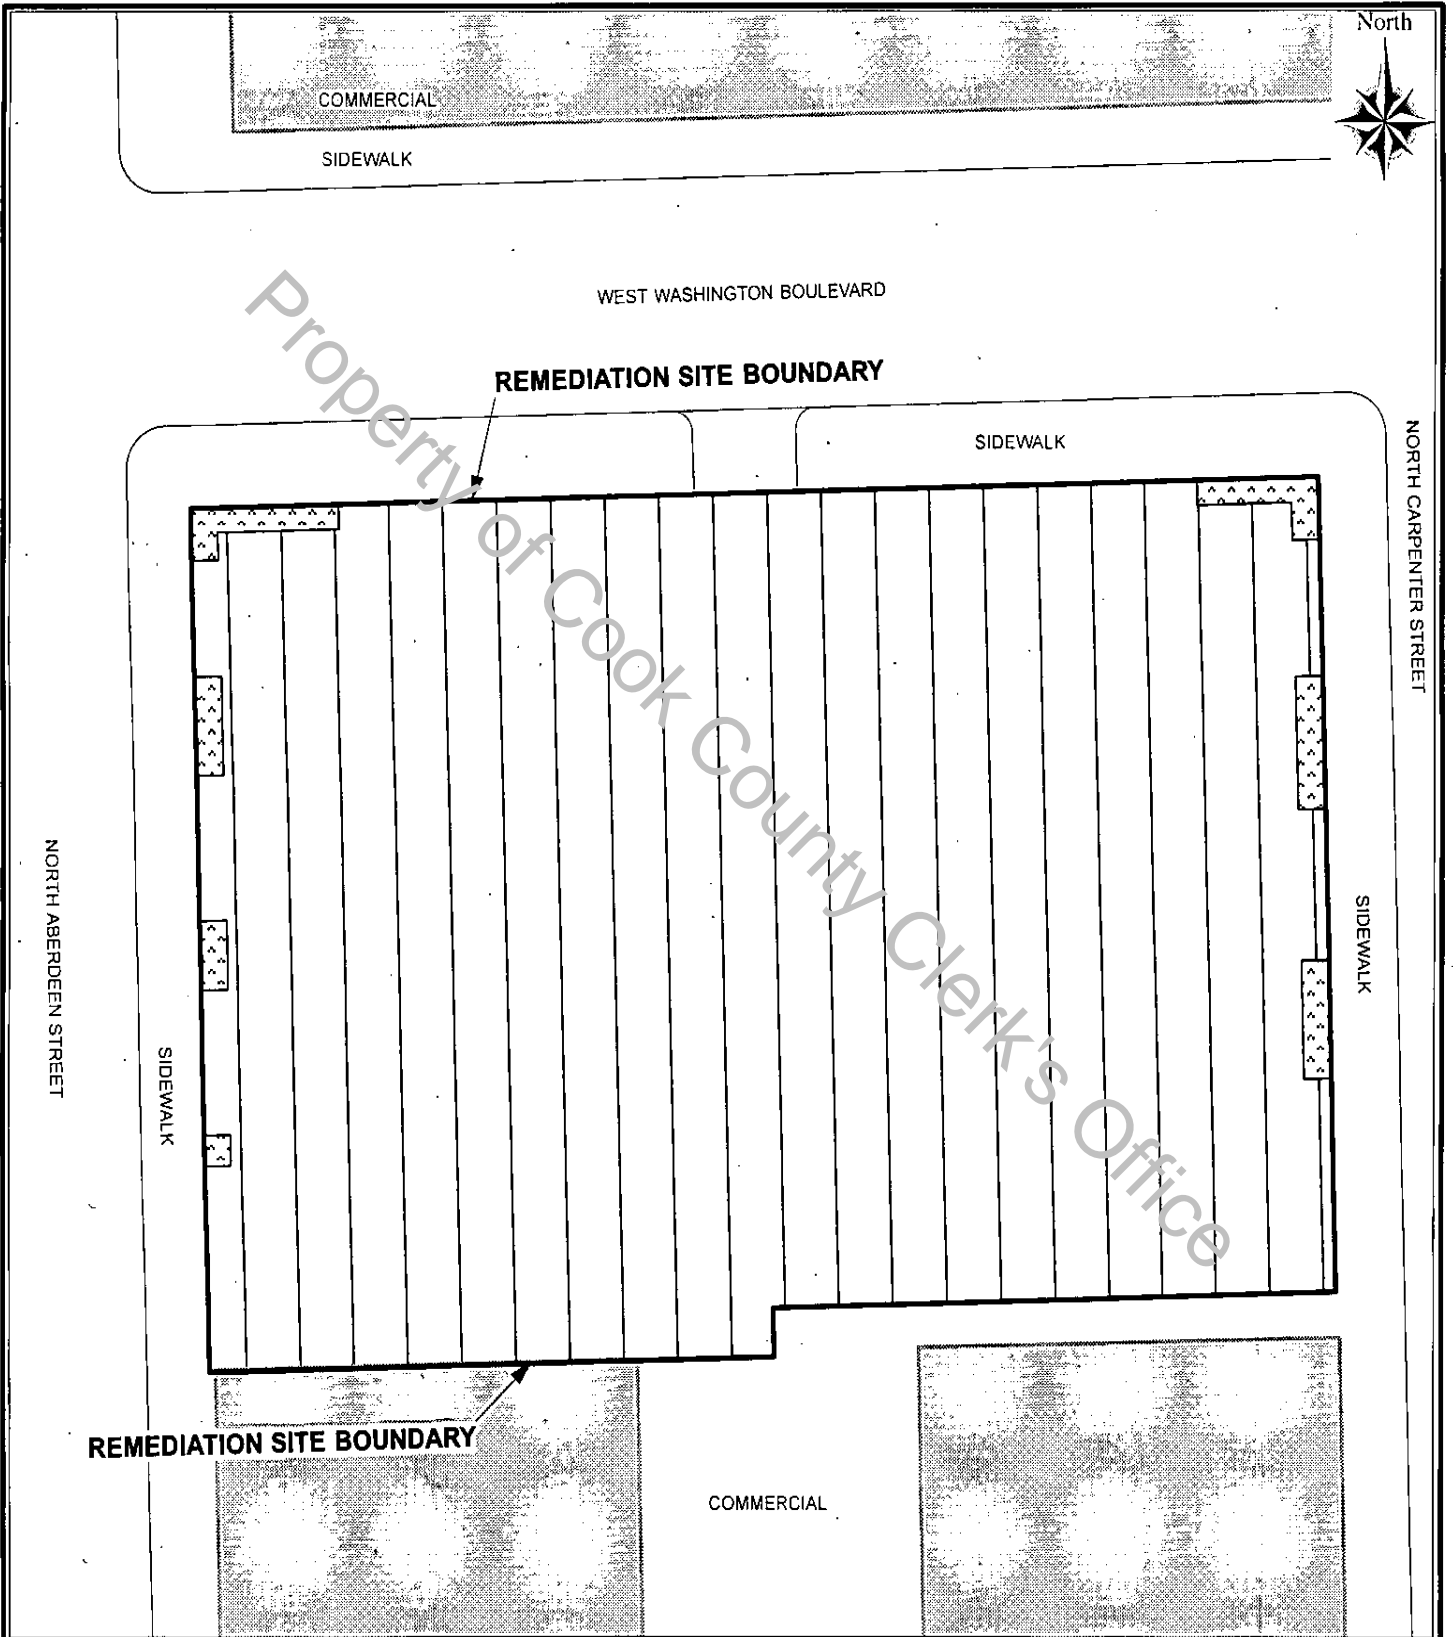 North
COMMERCIAL
SIDEWALK
WEST WASHINGTON BOULEVARD
REMEDIATION SITE BOUNDARY
SIDEWALK
NORTH CARPENTER STREET
Property of Cook County Clerk's Office
NORTH ABERDEEN STREET
SIDEWALK
SIDEWALK
REMEDIATION SITE BOUNDARY
COMMERCIAL